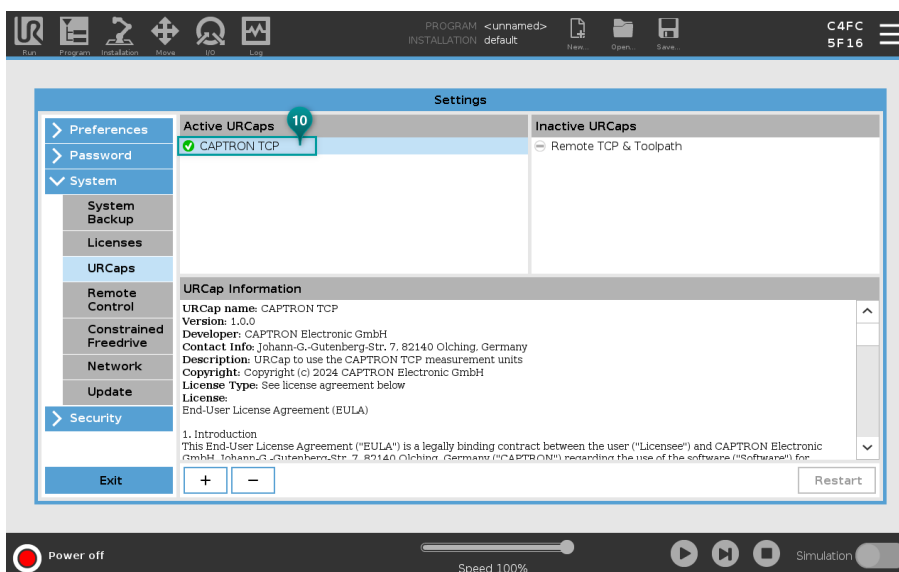 PROGRAM <unnamed>
INSTALLATION default
C4FC
5F16
Run
Program
Installation
Move
I/O
Log
New...
Open...
Save...
Settings
Preferences
Password
System
System
Backup
Licenses
URCaps
Remote
Control
Constrained
Freedrive
Network
Update
Security
Exit
Active URCaps
10
CAPTRON TCP
Inactive URCaps
Remote TCP & Toolpath
URCap Information
URCap name: CAPTRON TCP
Version: 1.0.0
Developer: CAPTRON Electronic GmbH
Contact Info: Johann-G.-Gutenberg-Str. 7, 82140 Olching, Germany
Description: URCap to use the CAPTRON TCP measurement units
Copyright: Copyright (c) 2024 CAPTRON Electronic GmbH
License Type: See license agreement below
License:
End-User License Agreement (EULA)
1. Introduction
This End-User License Agreement ("EULA") is a legally binding contract between the user ("Licensee") and CAPTRON Electronic
GmbH, Johann-G.-Gutenberg-Str. 7, 82140 Olching, Germany ("CAPTRON") regarding the use of the software ("Software") for
+
−
Restart
Power off
Speed 100%
Simulation